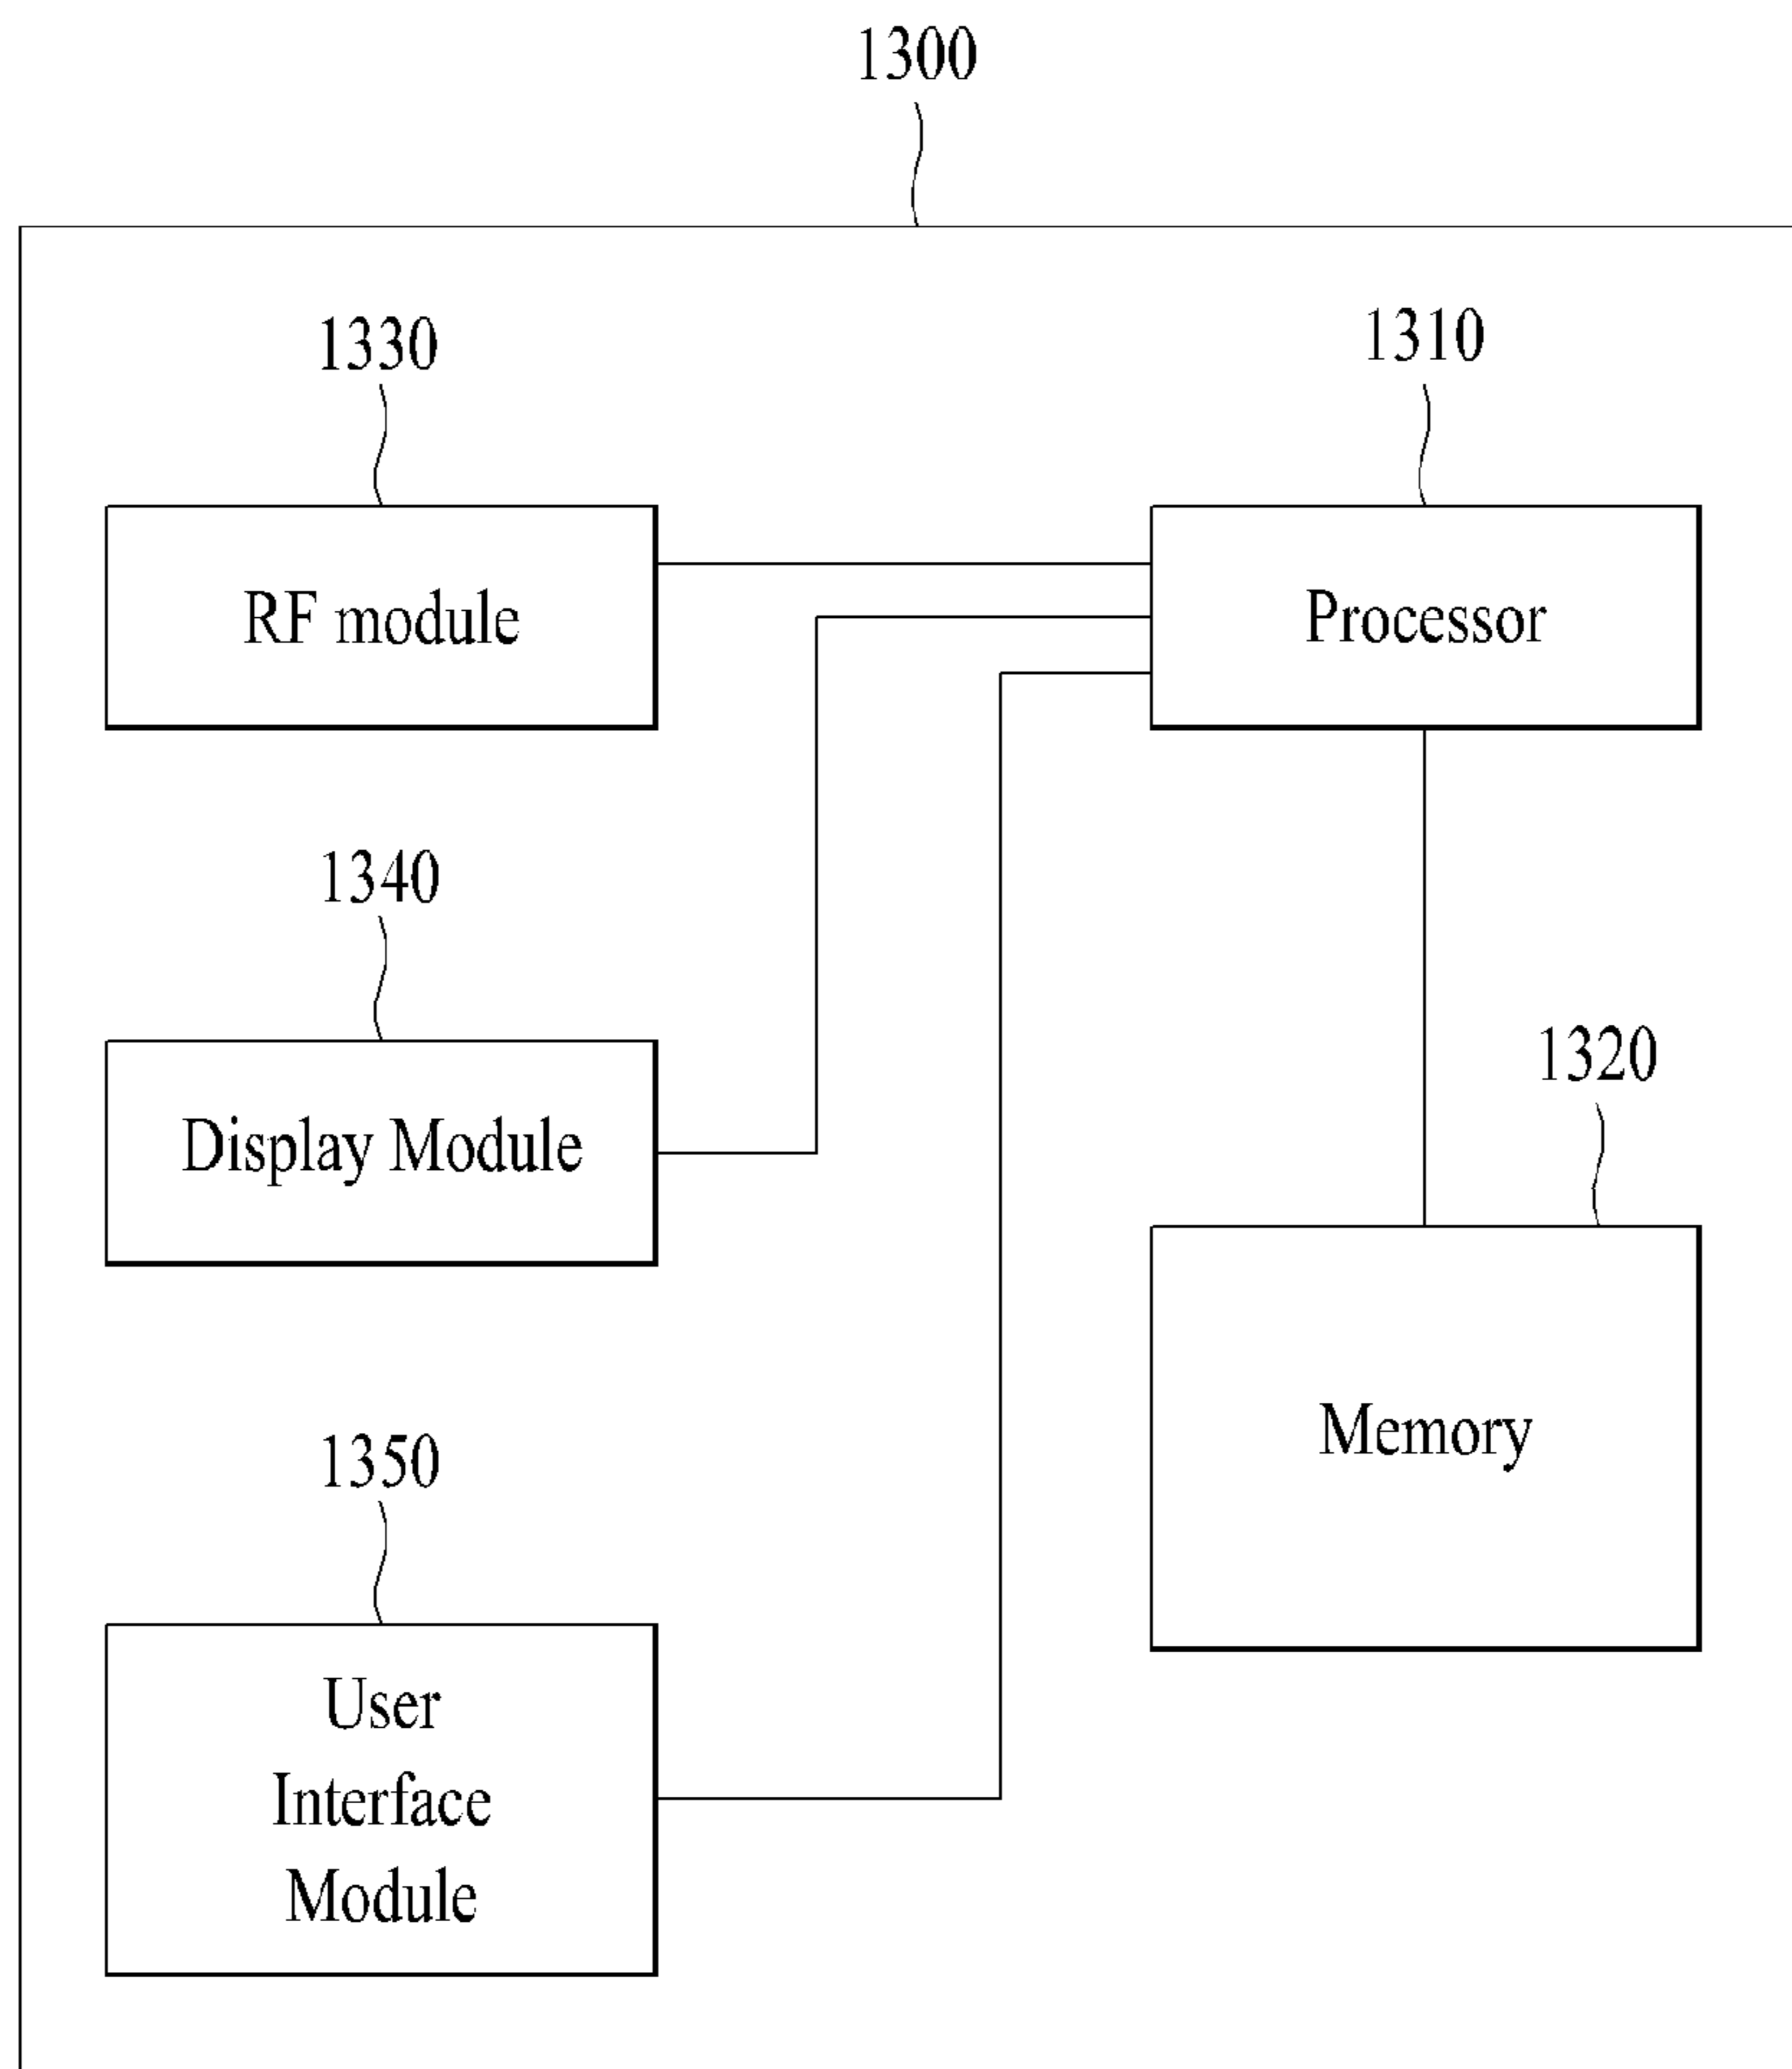 1300
1330
1310
RF module
Processor
1340
1320
Display Module
Memory
1350
User
Interface
Module